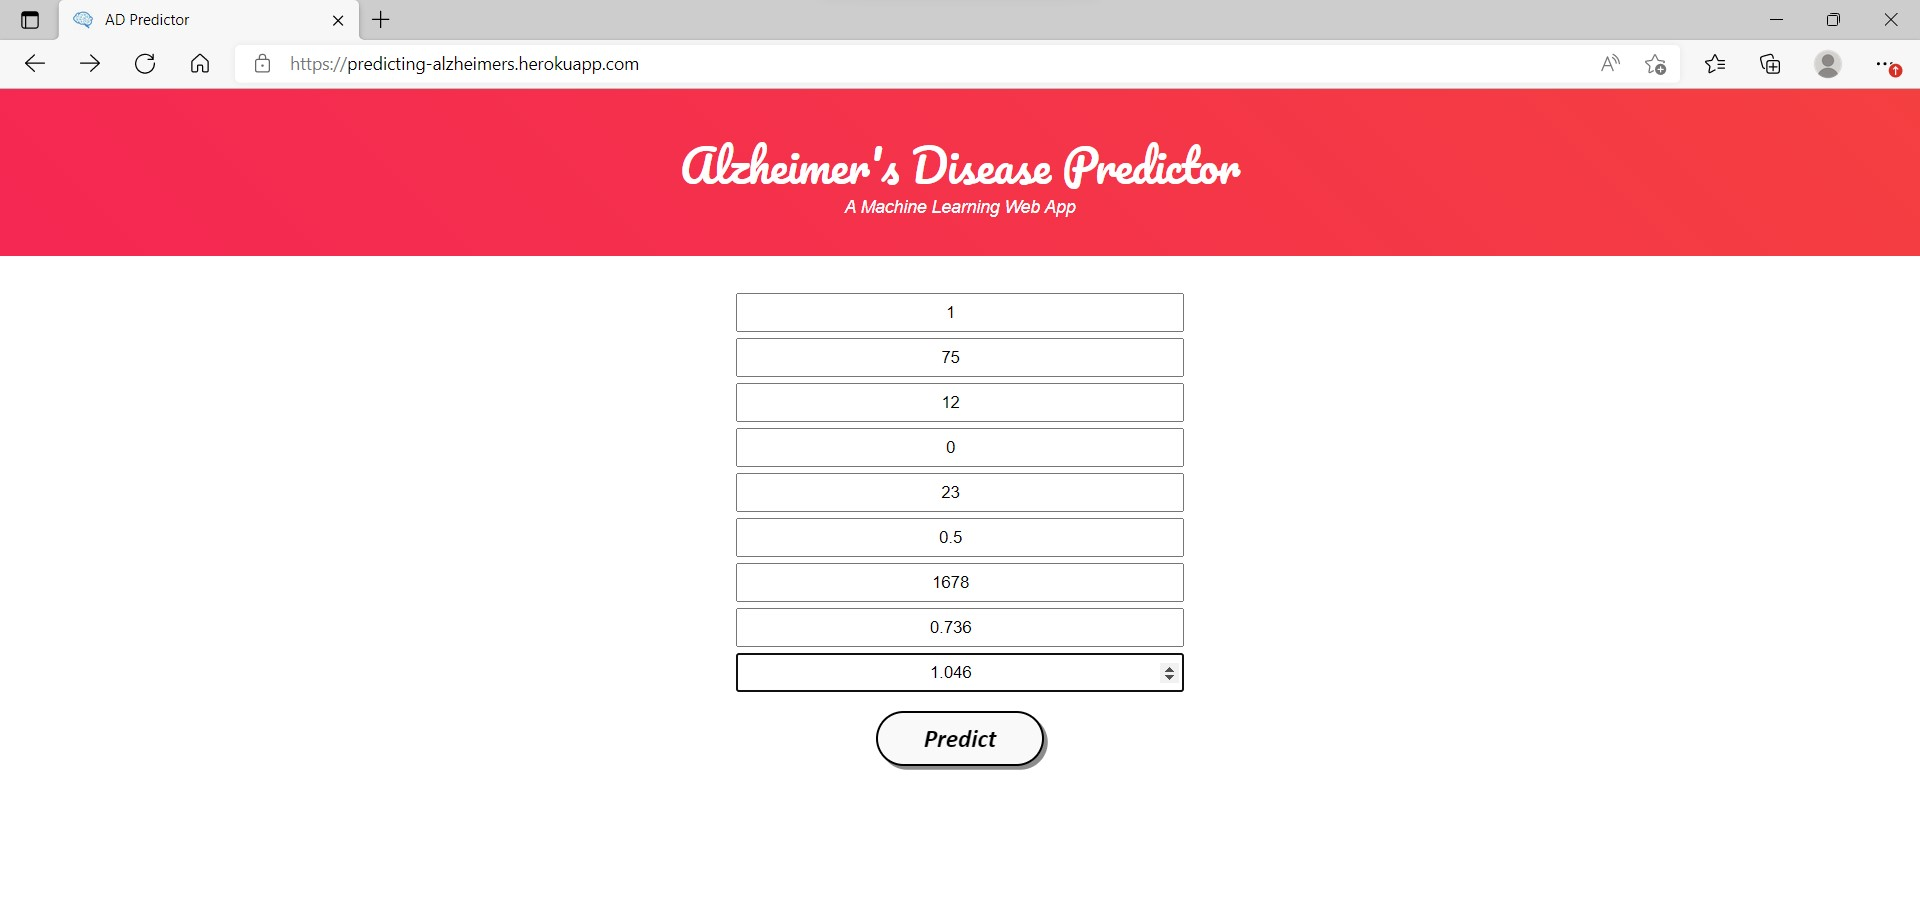 AD Predictor
https://predicting-alzheimers.herokuapp.com
Alzheimer's Disease Predictor
A Machine Learning Web App
1
75
12
0
23
0.5
1678
0.736
1.046
Predict